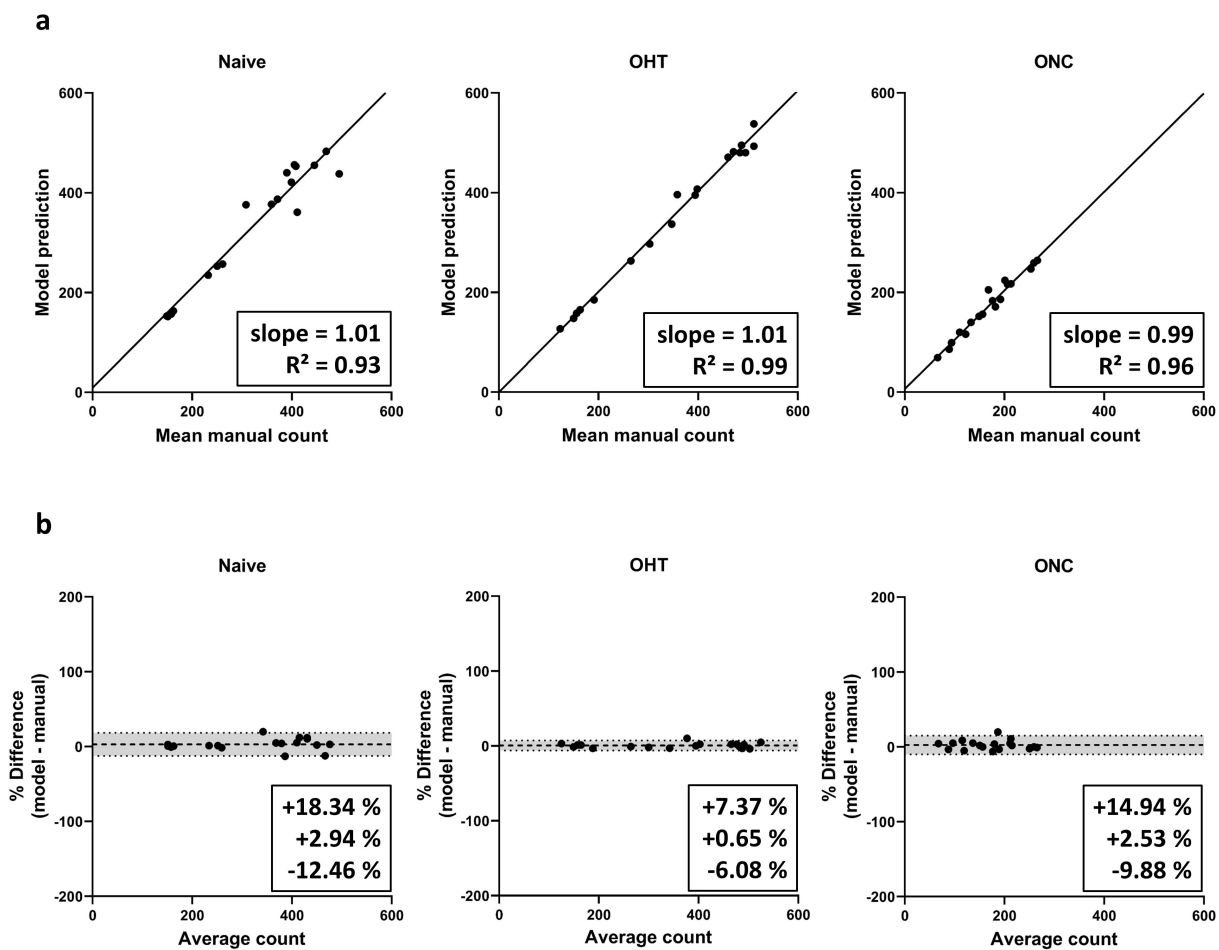 a
Naive
OHT
ONC
600
400
200
0
Model prediction
slope = 1.01
R² = 0.93
0 200 400 600
Mean manual count
600
400
200
0
Model prediction
slope = 1.01
R² = 0.99
0 200 400 600
Mean manual count
600
400
200
0
Model prediction
slope = 0.99
R² = 0.96
0 200 400 600
Mean manual count
b
Naive
OHT
ONC
200
100
0
-100
-200
% Difference
(model - manual)
+18.34 %
+2.94 %
-12.46 %
0 200 400 600
Average count
200
100
0
-100
-200
% Difference
(model - manual)
+7.37 %
+0.65 %
-6.08 %
0 200 400 600
Average count
200
100
0
-100
-200
% Difference
(model - manual)
+14.94 %
+2.53 %
-9.88 %
0 200 400 600
Average count